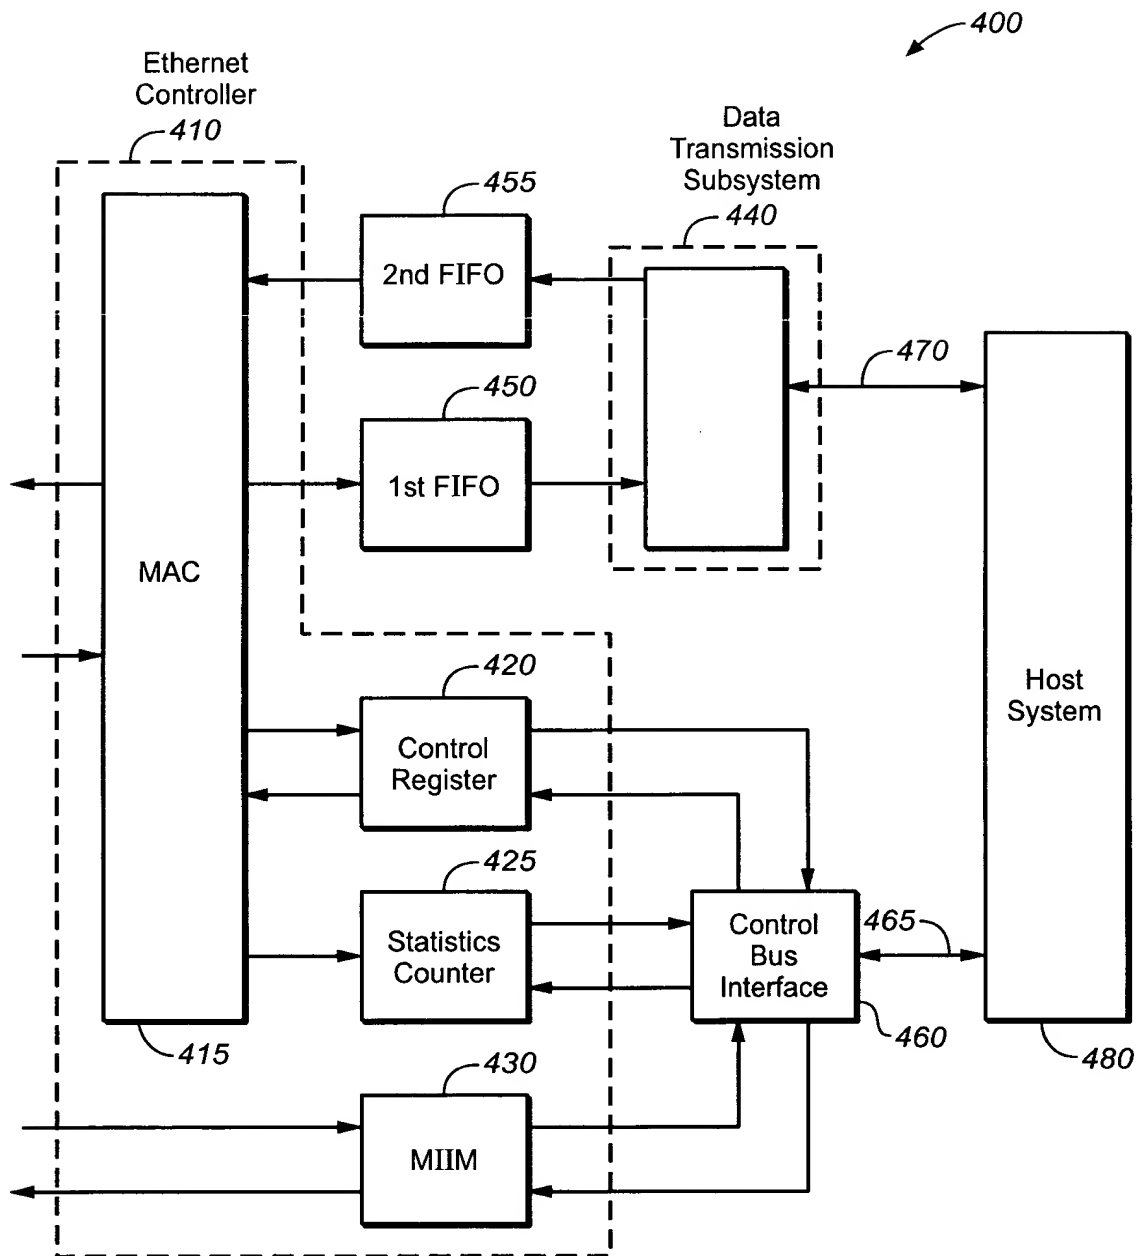 400
Ethernet
Controller
410
Data
Transmission
Subsystem
440
455
2nd FIFO
470
450
1st FIFO
MAC
420
Control
Register
Host
System
425
Statistics
Counter
Control
Bus
Interface
465
460
415
480
430
MIIM